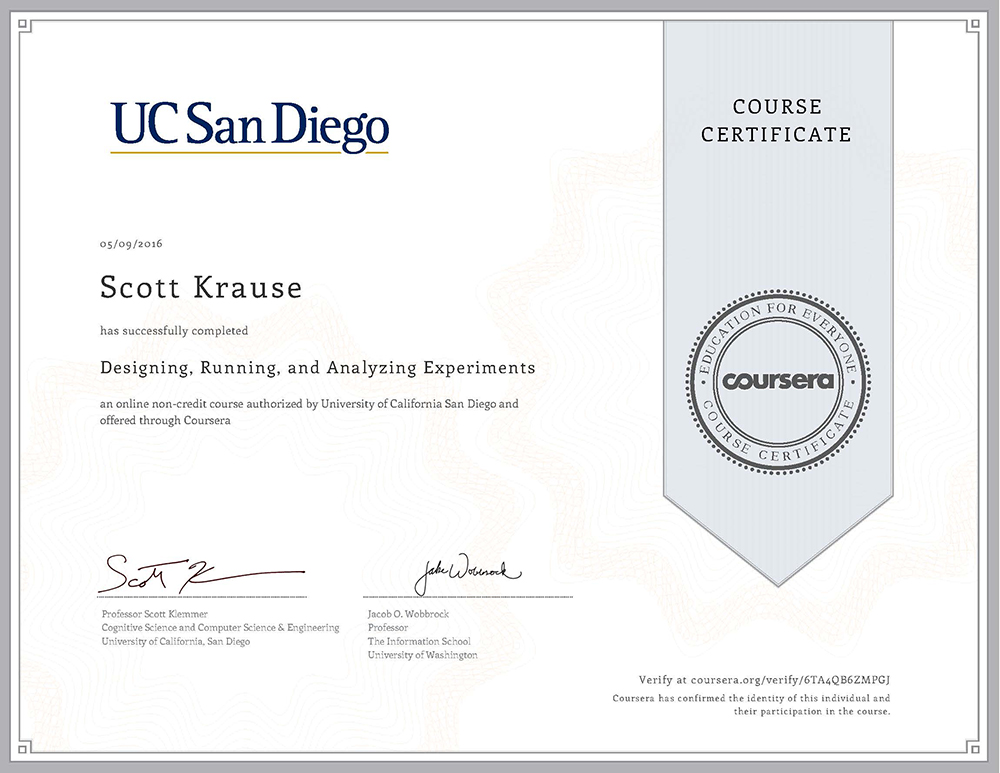 UC San Diego
COURSE
CERTIFICATE
05/09/2016
Scott Krause
has successfully completed
Designing, Running, and Analyzing Experiments
an online non-credit course authorized by University of California San Diego and
offered through Coursera
EDUCATION FOR EVERYONE
coursera
COURSE CERTIFICATE
Scott K
Jake Wobbrock
Professor Scott Klemmer
Cognitive Science and Computer Science & Engineering
University of California, San Diego
Jacob O. Wobbrock
Professor
The Information School
University of Washington
Verify at coursera.org/verify/6TA4QB6ZMPGJ
Coursera has confirmed the identity of this individual and
their participation in the course.